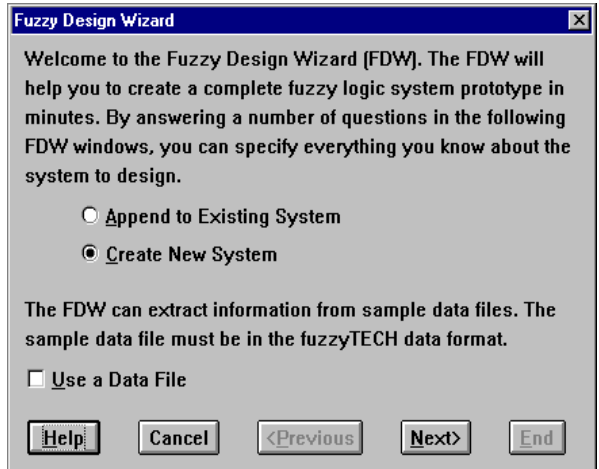 Fuzzy Design Wizard
Welcome to the Fuzzy Design Wizard (FDW). The FDW will
help you to create a complete fuzzy logic system prototype in
minutes. By answering a number of questions in the following
FDW windows, you can specify everything you know about the
system to design.
Append to Existing System
Create New System
The FDW can extract information from sample data files. The
sample data file must be in the fuzzyTECH data format.
Use a Data File
Help Cancel <Previous Next> End